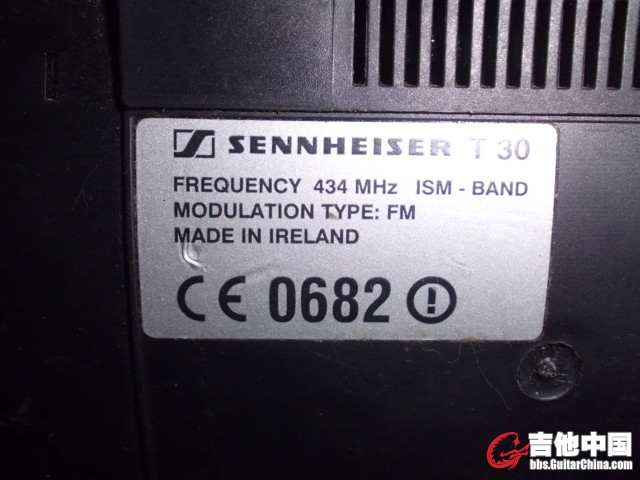 SENNHEISER T 30
FREQUENCY 434 MHz ISM - BAND
MODULATION TYPE: FM
MADE IN IRELAND
CE 0682
吉他中国
bbs.GuitarChina.com